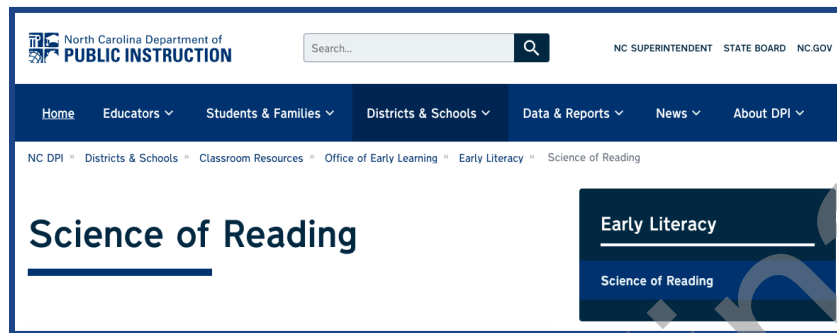 North Carolina Department of
PUBLIC INSTRUCTION
Search...
NC SUPERINTENDENT STATE BOARD NC.GOV
Home Educators Students & Families Districts & Schools Data & Reports News About DPI
NC DPI » Districts & Schools » Classroom Resources » Office of Early Learning » Early Literacy » Science of Reading
Science of Reading
Early Literacy
Science of Reading